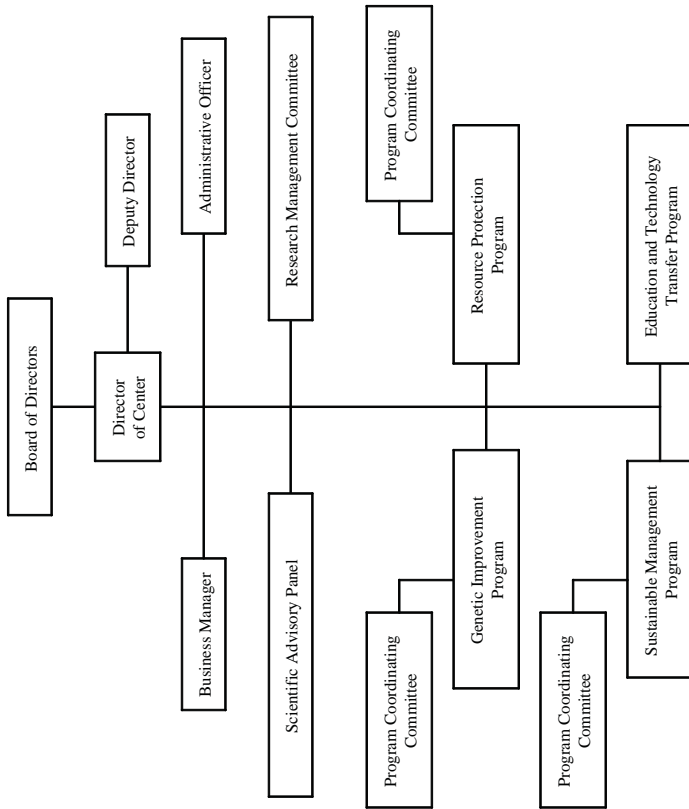 Board of Directors
Director
of Center
Deputy Director
Business Manager
Administrative Officer
Scientific Advisory Panel
Research Management Committee
Program Coordinating
Committee
Program Coordinating
Committee
Genetic Improvement
Program
Resource Protection
Program
Program Coordinating
Committee
Sustainable Management
Program
Education and Technology
Transfer Program